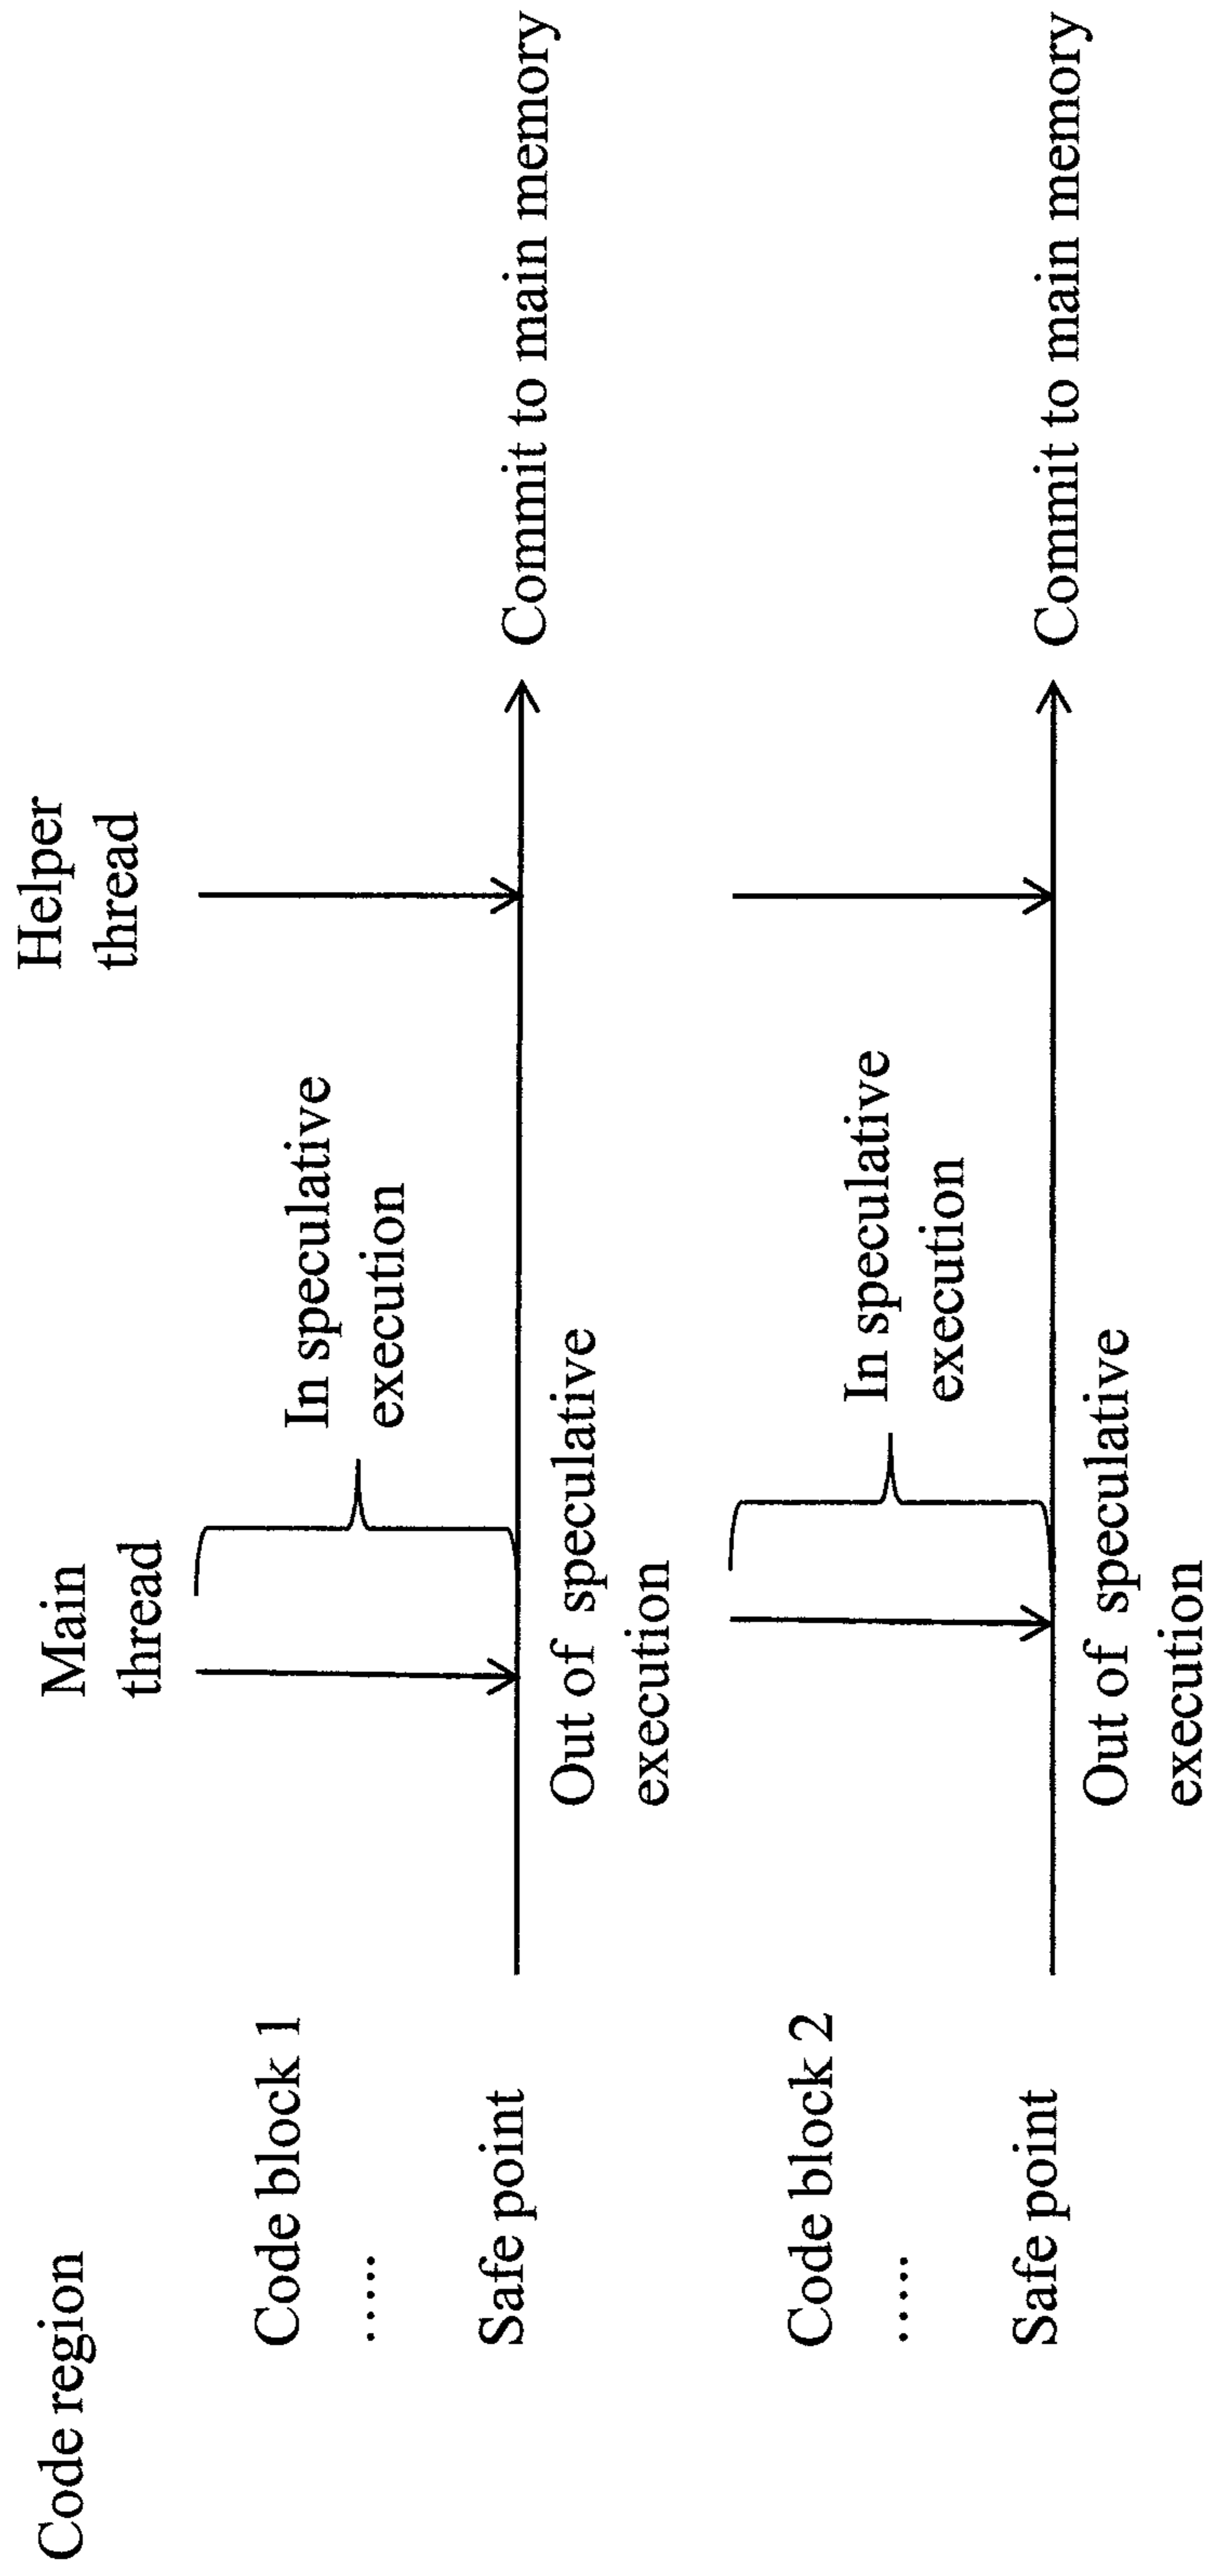 Code region
Main
thread
Helper
thread
Code block 1
.....
In speculative
execution
Safe point
Commit to main memory
Out of speculative
execution
Code block 2
.....
In speculative
execution
Safe point
Commit to main memory
Out of speculative
execution